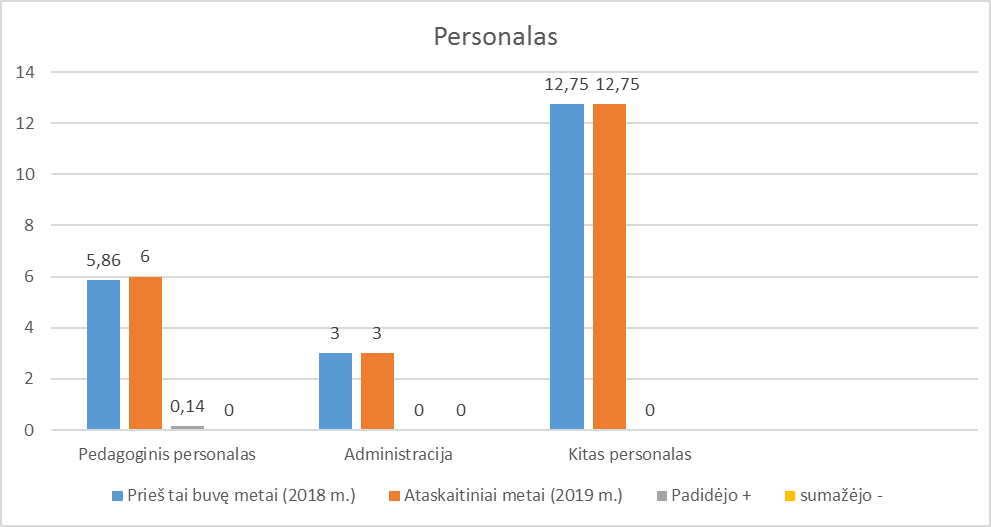 Personalas
14
12
10
8
6
4
2
0
5,86
6
0,14
0
3
3
0
0
12,75
12,75
0
Pedagoginis personalas
Administracija
Kitas personalas
Prieš tai buvę metai (2018 m.)
Ataskaitiniai metai (2019 m.)
Padidėjo +
sumažėjo -